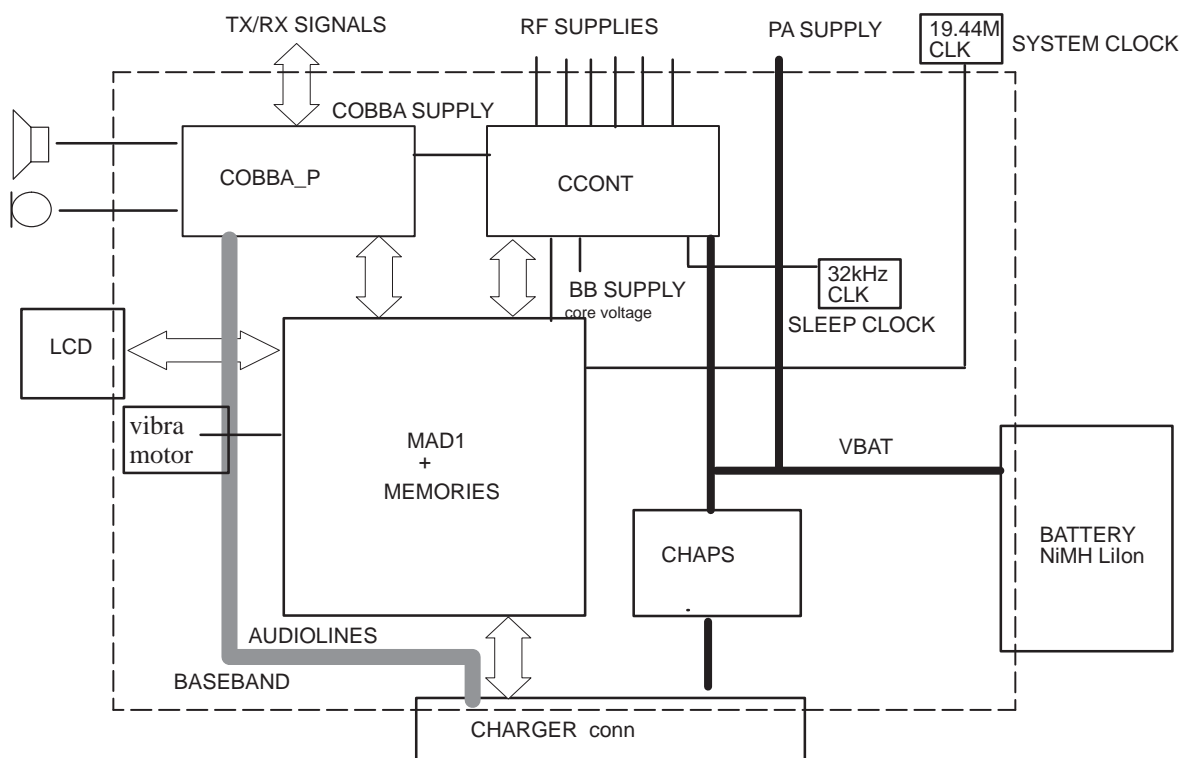 TX/RX SIGNALS
RF SUPPLIES
PA SUPPLY
19.44M
CLK
SYSTEM CLOCK
COBBA SUPPLY
COBBA_P
CCONT
BB SUPPLY
core voltage
32kHz
CLK
SLEEP CLOCK
LCD
vibra
motor
MAD1
+
MEMORIES
VBAT
CHAPS
BATTERY
NiMH LiIon
AUDIOLINES
BASEBAND
CHARGER conn